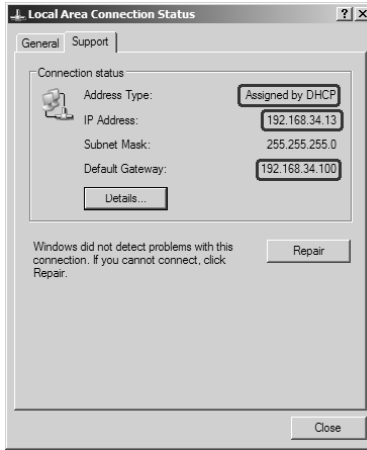 Local Area Connection Status
General Support
Connection status
Address Type: Assigned by DHCP
IP Address: 192.168.34.13
Subnet Mask: 255.255.255.0
Default Gateway: 192.168.34.100
Details...
Windows did not detect problems with this
connection. If you cannot connect, click
Repair.
Repair
Close